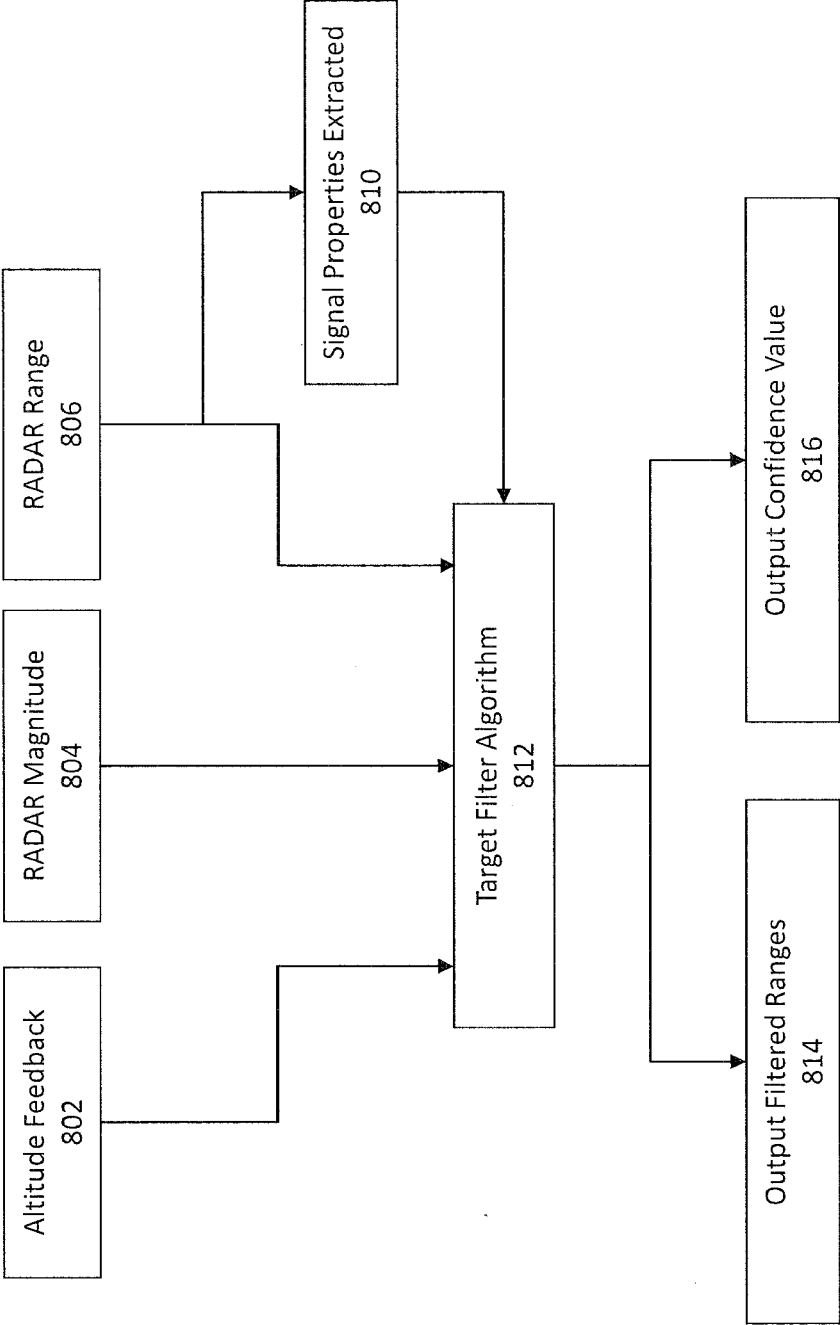 Altitude Feedback
802
RADAR Magnitude
804
RADAR Range
806
Signal Properties Extracted
810
Target Filter Algorithm
812
Output Filtered Ranges
814
Output Confidence Value
816